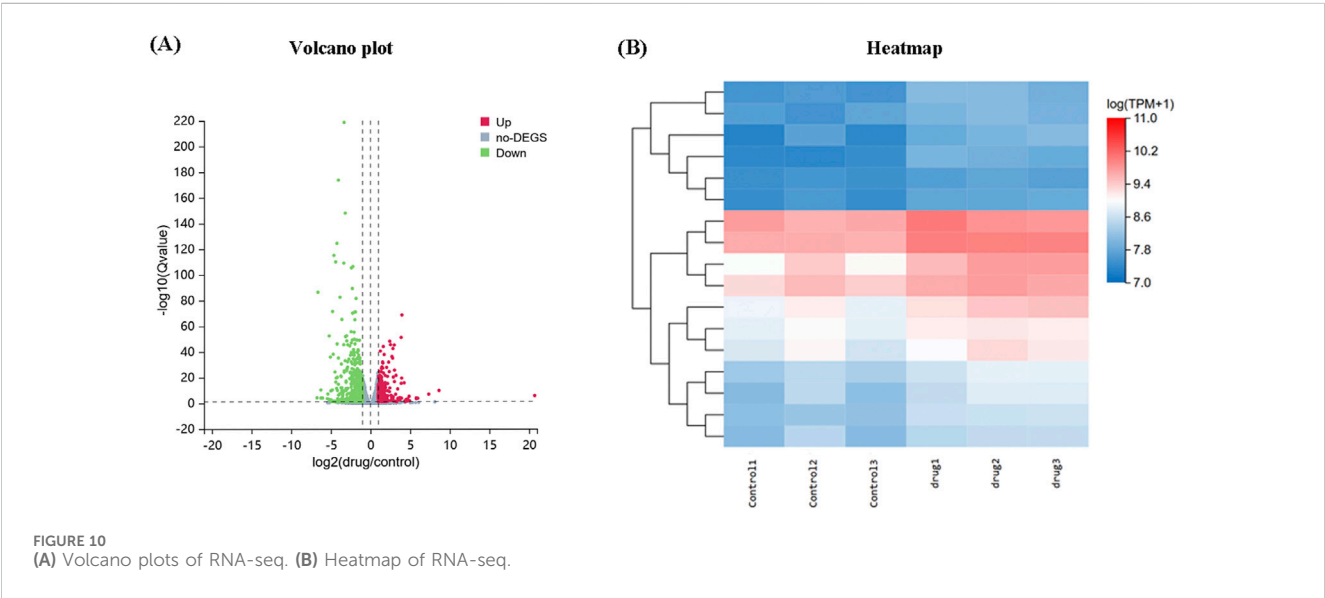 (A)
Volcano plot
Up
no-DEGS
Down
220
200
180
160
140
120
100
80
60
40
20
0
-20
-log10(Qvalue)
-20
-15
-10
-5
0
5
10
15
20
log2(drug/control)
(B)
Heatmap
log(TPM+1)
11.0
10.2
9.4
8.6
7.8
7.0
Control1
Control2
Control3
drug1
drug2
drug3
FIGURE 10
(A) Volcano plots of RNA-seq. (B) Heatmap of RNA-seq.